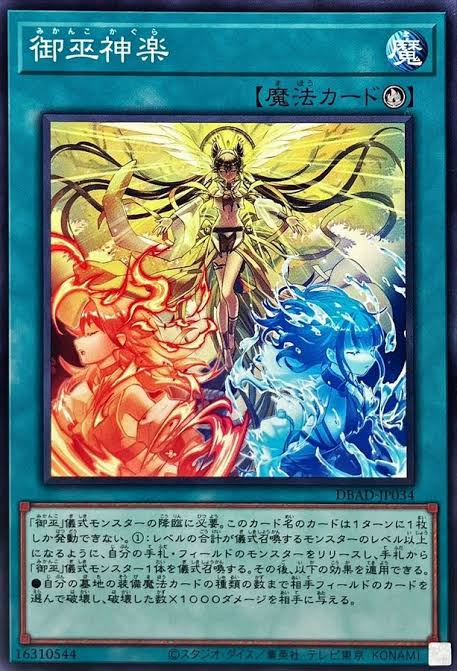 みかんこかぐら
御巫神楽
魔
まほう
【魔法カード】
DBAD-JP034
「御巫」儀式モンスターの降臨に必要。このカード名のカードは1ターンに1枚
しか発動できない。①：レベルの合計が儀式召喚するモンスターのレベル以上
になるように、自分の手札・フィールドのモンスターをリリースし、手札から
「御巫」儀式モンスター1体を儀式召喚する。その後、以下の効果を適用できる。
●自分の墓地の装備魔法カードの種類の数まで相手フィールドのカードを
選んで破壊し、破壊した数×1000ダメージを相手に与える。
16310544 ©スタジオ・ダイス/集英社・テレビ東京・KONAMI